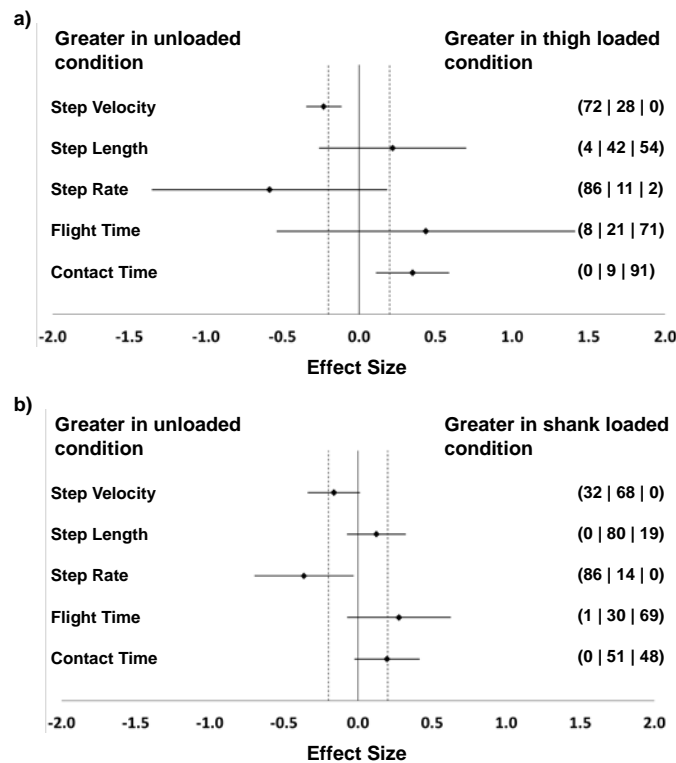 a)
Greater in unloaded
condition
Greater in thigh loaded
condition
Step Velocity
(72 | 28 | 0)
Step Length
(4 | 42 | 54)
Step Rate
(86 | 11 | 2)
Flight Time
(8 | 21 | 71)
Contact Time
(0 | 9 | 91)
-2.0 -1.5 -1.0 -0.5 0.0 0.5 1.0 1.5 2.0
Effect Size
b)
Greater in unloaded
condition
Greater in shank loaded
condition
Step Velocity
(32 | 68 | 0)
Step Length
(0 | 80 | 19)
Step Rate
(86 | 14 | 0)
Flight Time
(1 | 30 | 69)
Contact Time
(0 | 51 | 48)
-2.0 -1.5 -1.0 -0.5 0.0 0.5 1.0 1.5 2.0
Effect Size